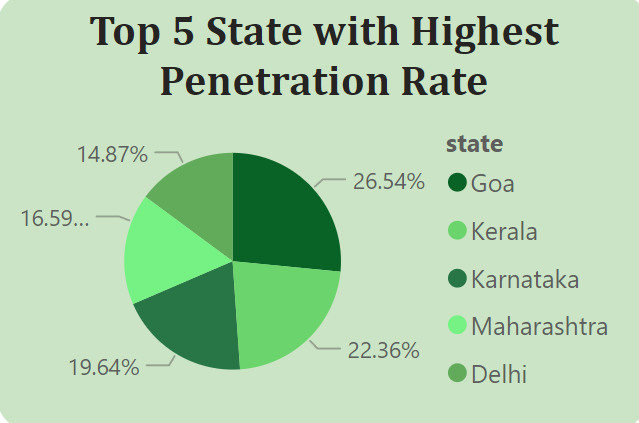 Top 5 State with Highest
Penetration Rate
14.87%
26.54%
16.59...
19.64%
22.36%
state
Goa
Kerala
Karnataka
Maharashtra
Delhi